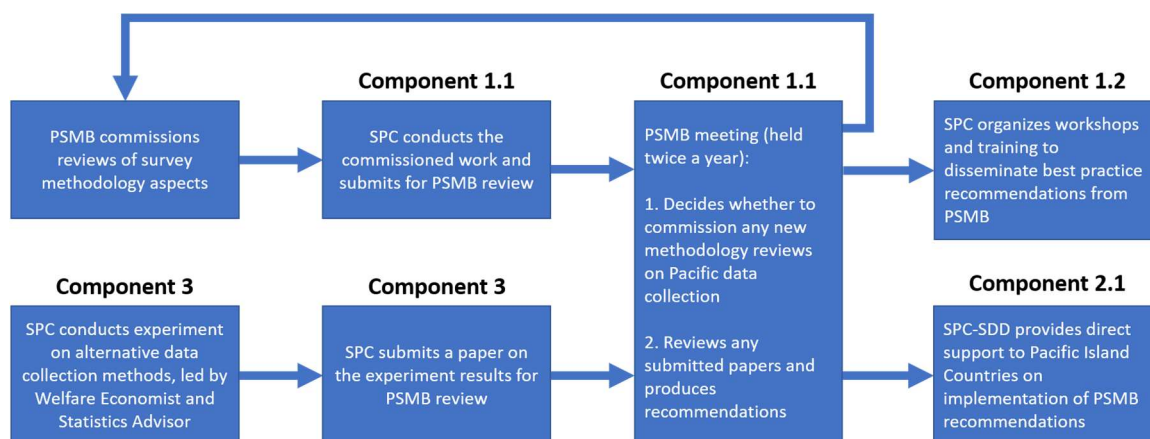 Component 1.1
Component 1.1
Component 1.2
PSMB commissions
reviews of survey
methodology aspects
SPC conducts the
commissioned work and
submits for PSMB review
PSMB meeting (held
twice a year):
1. Decides whether to
commission any new
methodology reviews
on Pacific data
collection
2. Reviews any
submitted papers and
produces
recommendations
SPC organizes workshops
and training to
disseminate best practice
recommendations from
PSMB
Component 3
SPC conducts experiment
on alternative data
collection methods, led by
Welfare Economist and
Statistics Advisor
Component 3
SPC submits a paper on
the experiment results for
PSMB review
Component 2.1
SPC-SDD provides direct
support to Pacific Island
Countries on
implementation of PSMB
recommendations